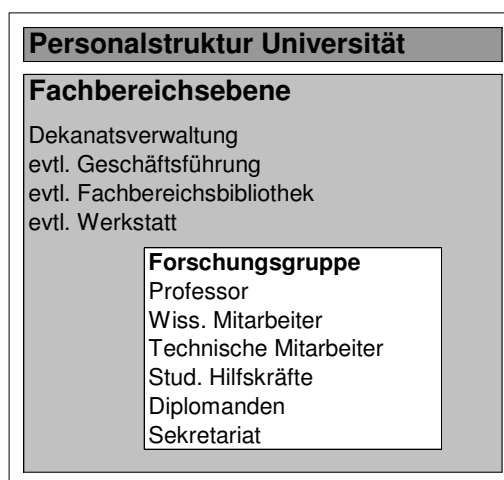 Personalstruktur Universität
Fachbereichsebene
Dekanatsverwaltung
evtl. Geschäftsführung
evtl. Fachbereichsbibliothek
evtl. Werkstatt
Forschungsgruppe
Professor
Wiss. Mitarbeiter
Technische Mitarbeiter
Stud. Hilfskräfte
Diplomanden
Sekretariat